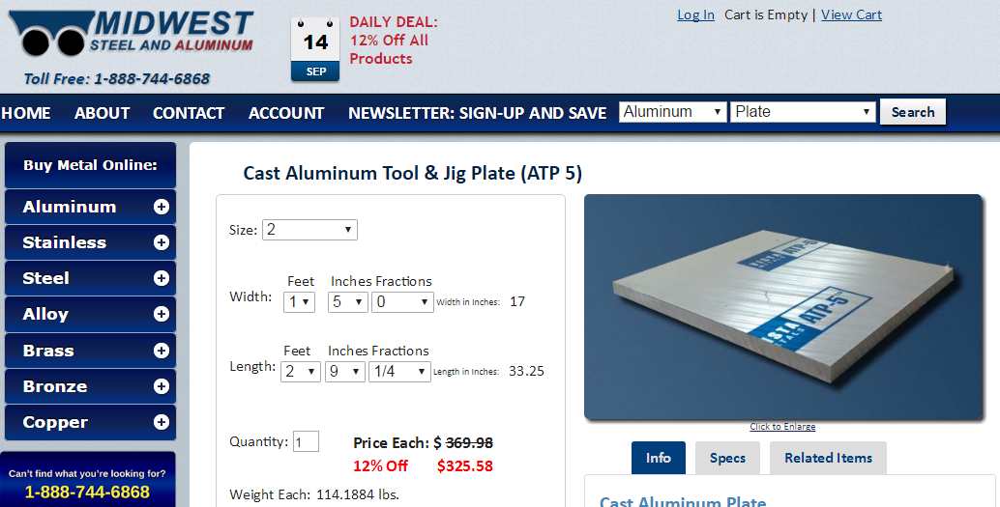 MIDWEST
STEEL AND ALUMINUM
Toll Free: 1-888-744-6868
14
SEP
DAILY DEAL:
12% Off All
Products
Log In Cart is Empty | View Cart
HOME ABOUT CONTACT ACCOUNT NEWSLETTER: SIGN-UP AND SAVE Aluminum Plate Search
Buy Metal Online:
Aluminum
Stainless
Steel
Alloy
Brass
Bronze
Copper
Can't find what you're looking for?
1-888-744-6868
Cast Aluminum Tool & Jig Plate (ATP 5)
Size: 2
Feet Inches Fractions
Width: 1 5 0 Width in Inches: 17
Feet Inches Fractions
Length: 2 9 1/4 Length in Inches: 33.25
Quantity: 1 Price Each: $ 369.98
12% Off $325.58
Weight Each: 114.1884 lbs.
ATP-5
ATP-5™
Click to Enlarge
Info Specs Related Items
Cast Aluminum Plate